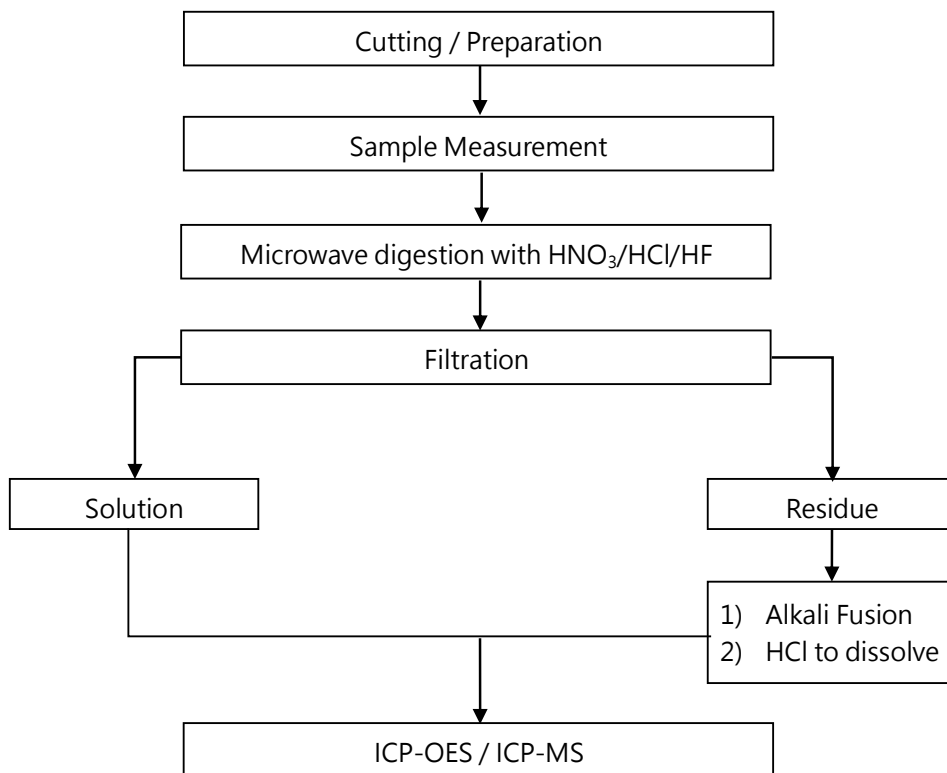 Cutting / Preparation
Sample Measurement
Microwave digestion with HNO₃/HCl/HF
Filtration
Solution
Residue
1) Alkali Fusion
2) HCl to dissolve
ICP-OES / ICP-MS